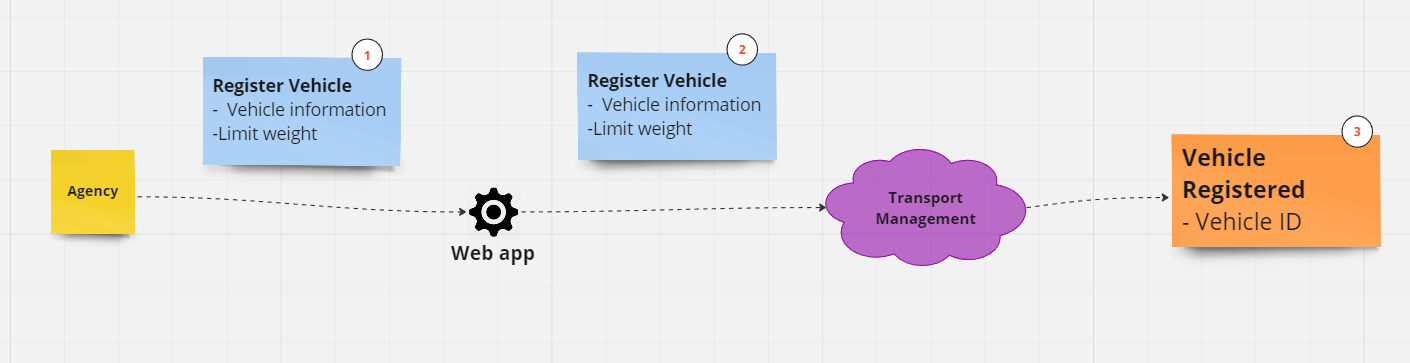 Agency
1
Register Vehicle
- Vehicle information
-Limit weight
Web app
2
Register Vehicle
- Vehicle information
-Limit weight
Transport
Management
3
Vehicle
Registered
- Vehicle ID